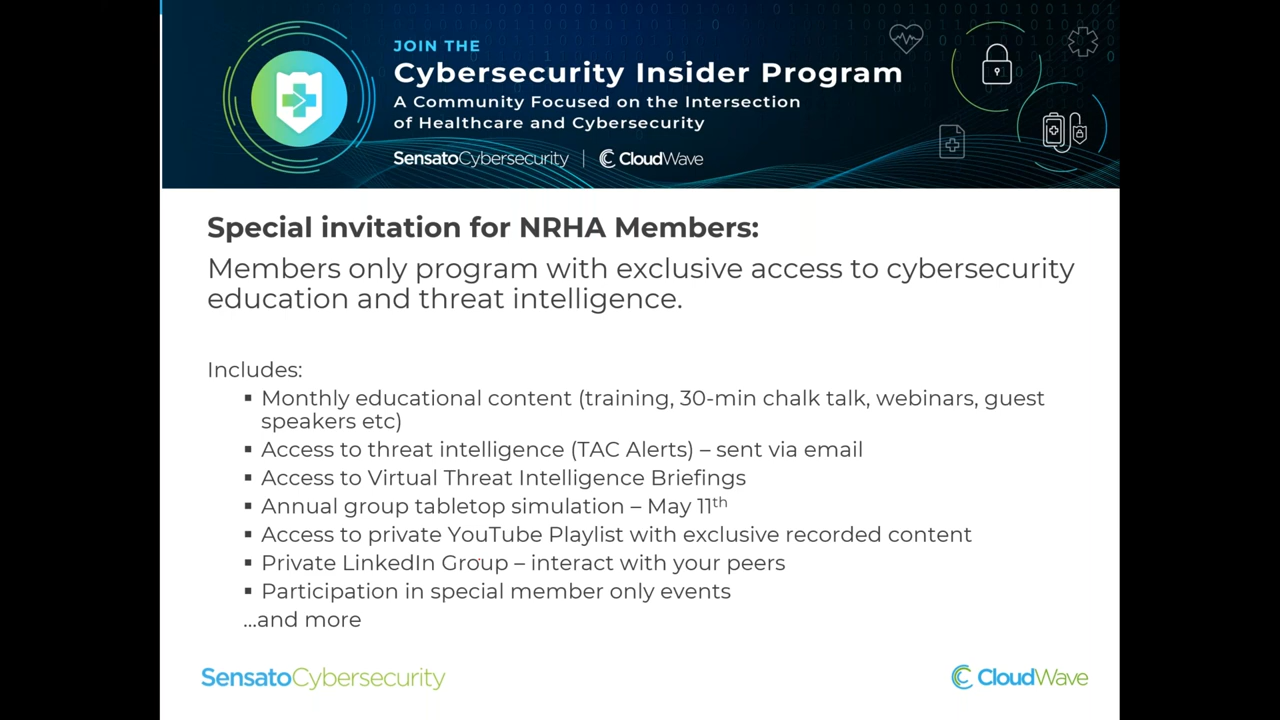 JOIN THE
Cybersecurity Insider Program
A Community Focused on the Intersection
of Healthcare and Cybersecurity
SensatoCybersecurity | CloudWave
Special invitation for NRHA Members:
Members only program with exclusive access to cybersecurity
education and threat intelligence.
Includes:
▪ Monthly educational content (training, 30-min chalk talk, webinars, guest
speakers etc)
▪ Access to threat intelligence (TAC Alerts) – sent via email
▪ Access to Virtual Threat Intelligence Briefings
▪ Annual group tabletop simulation – May 11th
▪ Access to private YouTube Playlist with exclusive recorded content
▪ Private LinkedIn Group – interact with your peers
▪ Participation in special member only events
...and more
SensatoCybersecurity
CloudWave